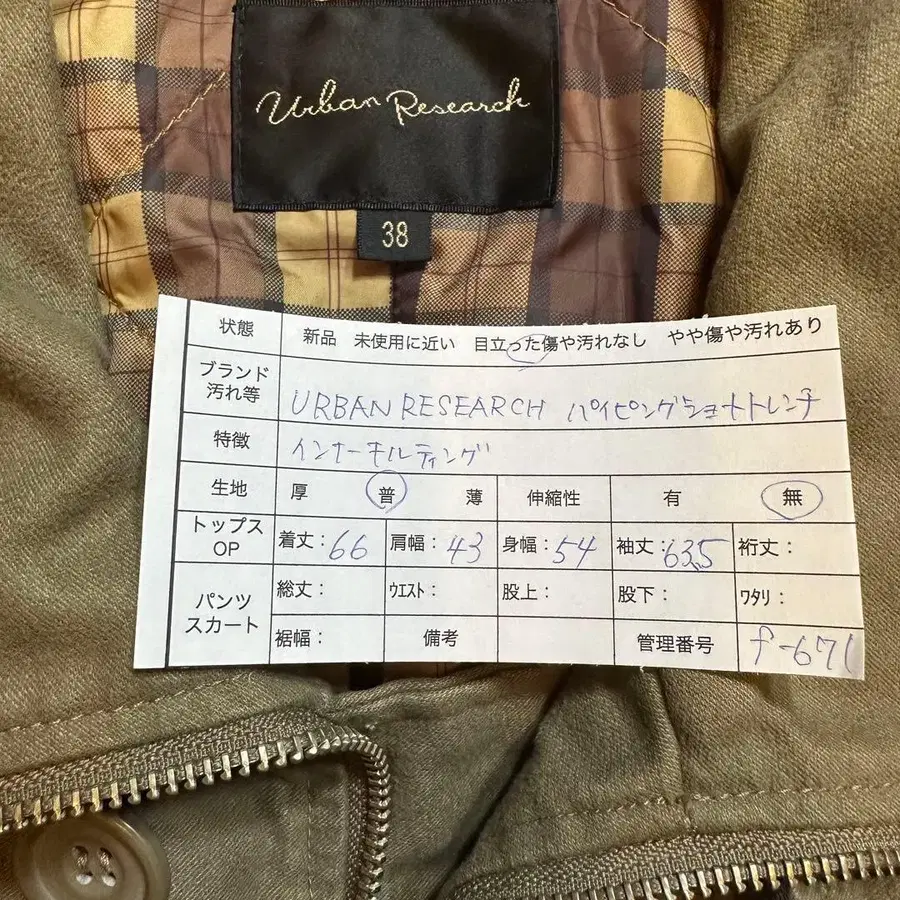 Urban Research
38
状態 新品 未使用に近い 目立った傷や汚れなし やや傷や汚れあり
ブランド
汚れ等 URBAN RESEARCH パイピングショートトレンチ
特徴 インナーキルティング
生地 厚 普 薄 伸縮性 有 無
トップス
OP 着丈：66 肩幅：43 身幅：54 袖丈：63.5 裄丈：
パンツ
スカート 総丈： ウエスト： 股上： 股下： ワタリ：
裾幅： 備考 管理番号 f-671